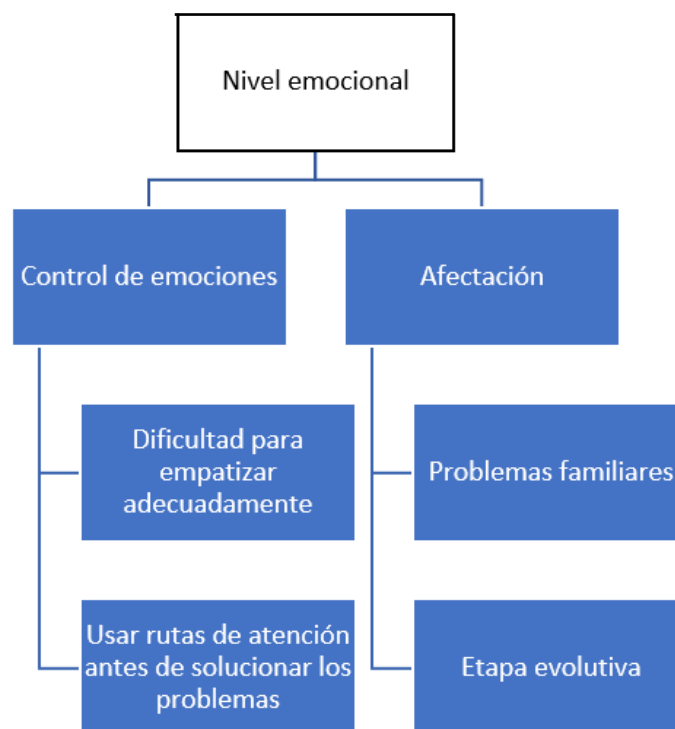 Nivel emocional
Control de emociones
Afectación
Dificultad para
empatizar
adecuadamente
Problemas familiares
Usar rutas de atención
antes de solucionar los
problemas
Etapa evolutiva